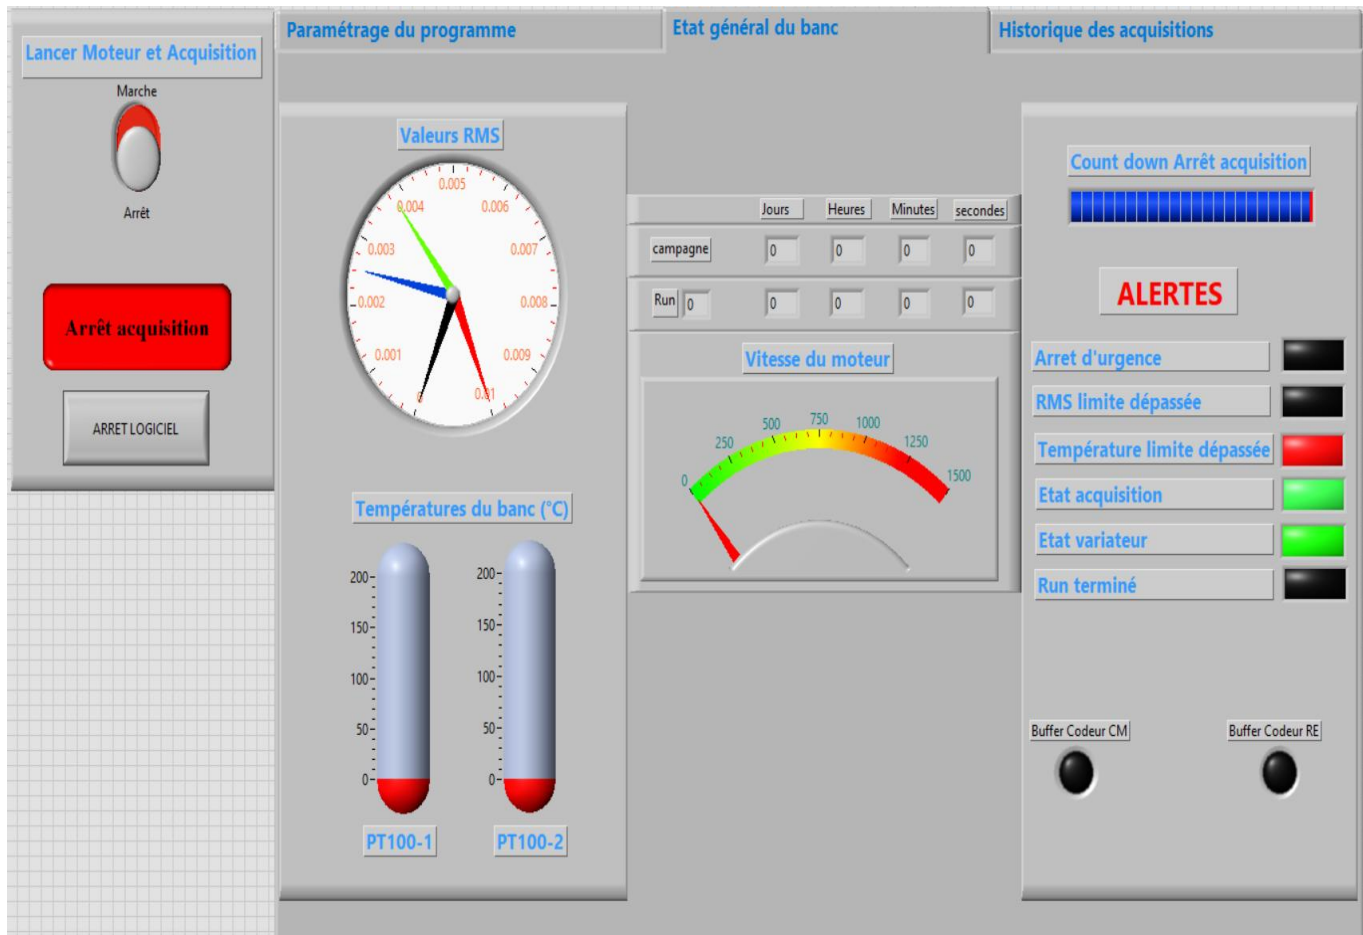 Lancer Moteur et Acquisition
Marche
Arrêt
Arrêt acquisition
ARRET LOGICIEL
Paramétrage du programme
Etat général du banc
Historique des acquisitions
Valeurs RMS
0
0.001
0.002
0.003
0.004
0.005
0.006
0.007
0.008
0.009
0.01
Températures du banc (°C)
200
150
100
50
0
PT100-1
200
150
100
50
0
PT100-2
Jours Heures Minutes secondes
campagne 0 0 0 0
Run 0 0 0 0 0
Vitesse du moteur
0
250
500
750
1000
1250
1500
Count down Arrêt acquisition
ALERTES
Arret d'urgence
RMS limite dépassée
Température limite dépassée
Etat acquisition
Etat variateur
Run terminé
Buffer Codeur CM
Buffer Codeur RE